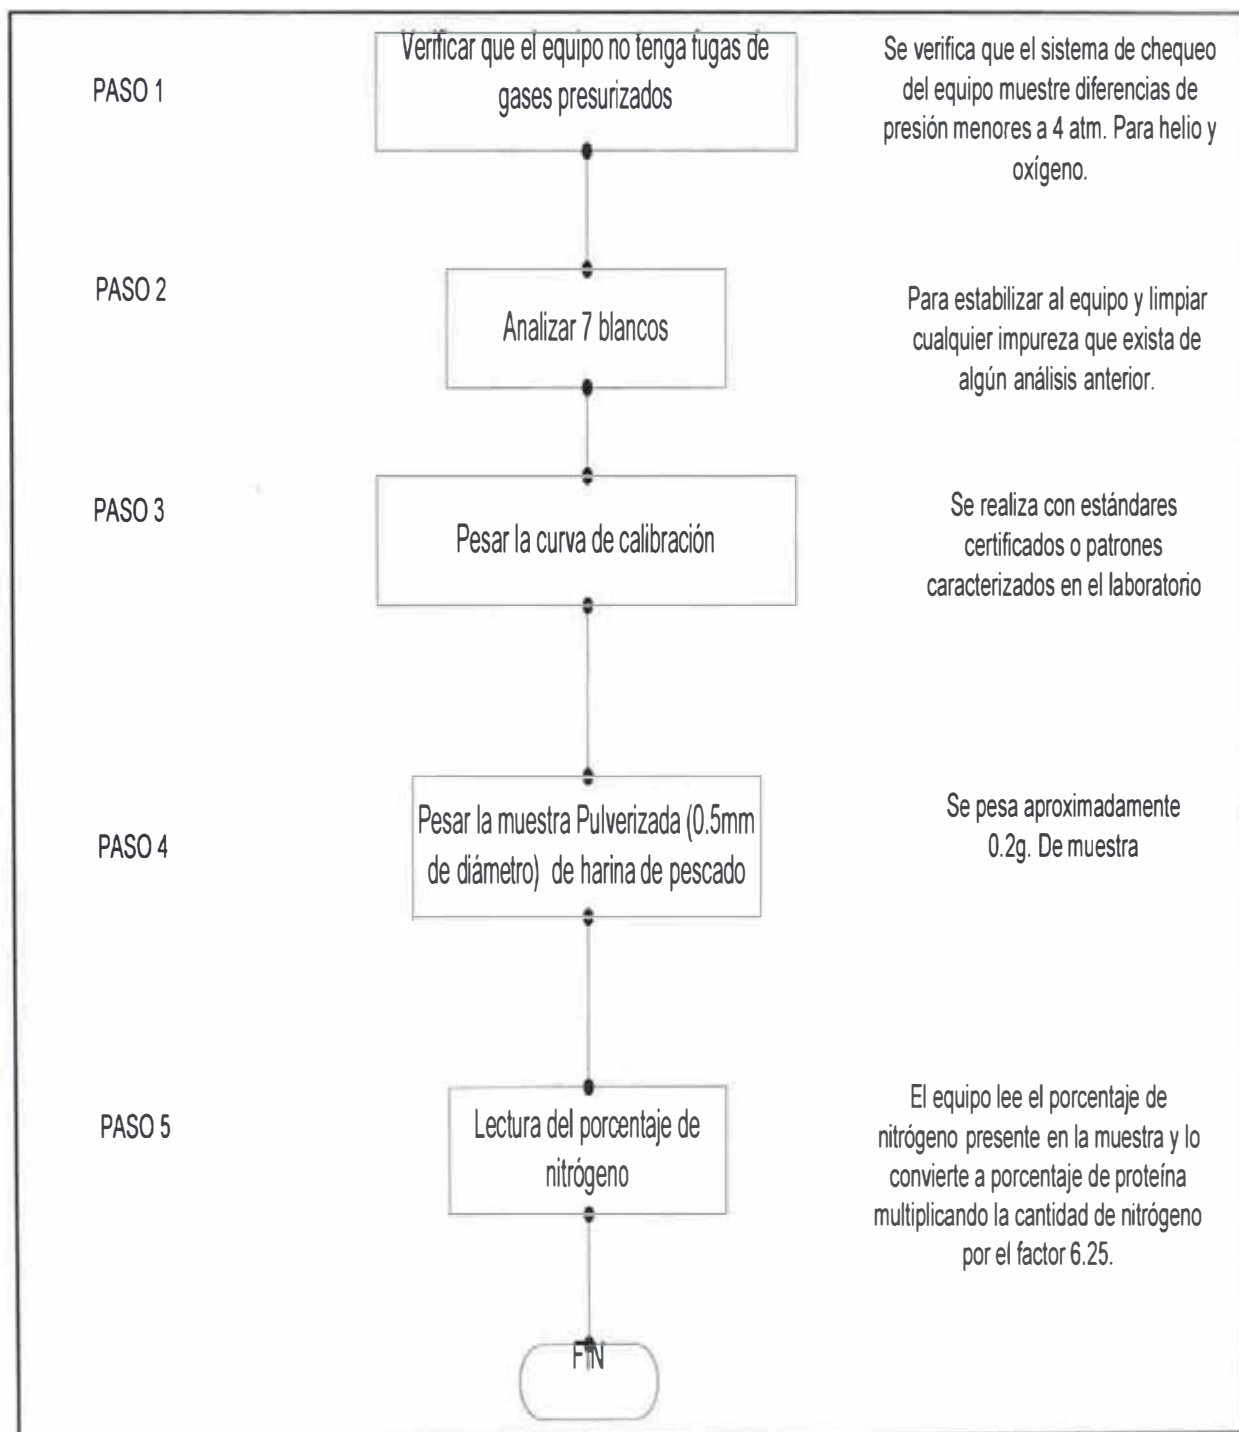 PASO 1
Verificar que el equipo no tenga fugas de
gases presurizados
Se verifica que el sistema de chequeo
del equipo muestre diferencias de
presión menores a 4 atm. Para helio y
oxígeno.
PASO 2
Analizar 7 blancos
Para estabilizar al equipo y limpiar
cualquier impureza que exista de
algún análisis anterior.
PASO 3
Pesar la curva de calibración
Se realiza con estándares
certificados o patrones
caracterizados en el laboratorio
PASO 4
Pesar la muestra Pulverizada (0.5mm
de diámetro) de harina de pescado
Se pesa aproximadamente
0.2g. De muestra
PASO 5
Lectura del porcentaje de
nitrógeno
El equipo lee el porcentaje de
nitrógeno presente en la muestra y lo
convierte a porcentaje de proteína
multiplicando la cantidad de nitrógeno
por el factor 6.25.
FIN